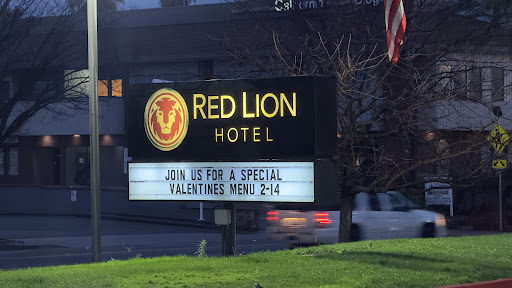 RED LION
HOTEL
JOIN US FOR A SPECIAL
VALENTINES MENU 2-14